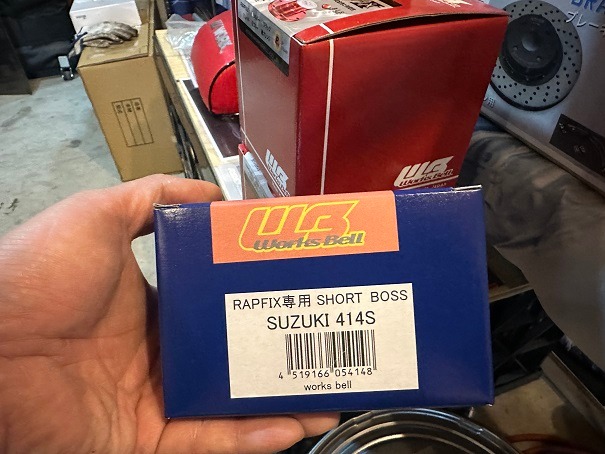 WB
Works Bell
WB
Works Bell
RAPFIX専用 SHORT BOSS
SUZUKI 414S
4 519166 054148
works bell